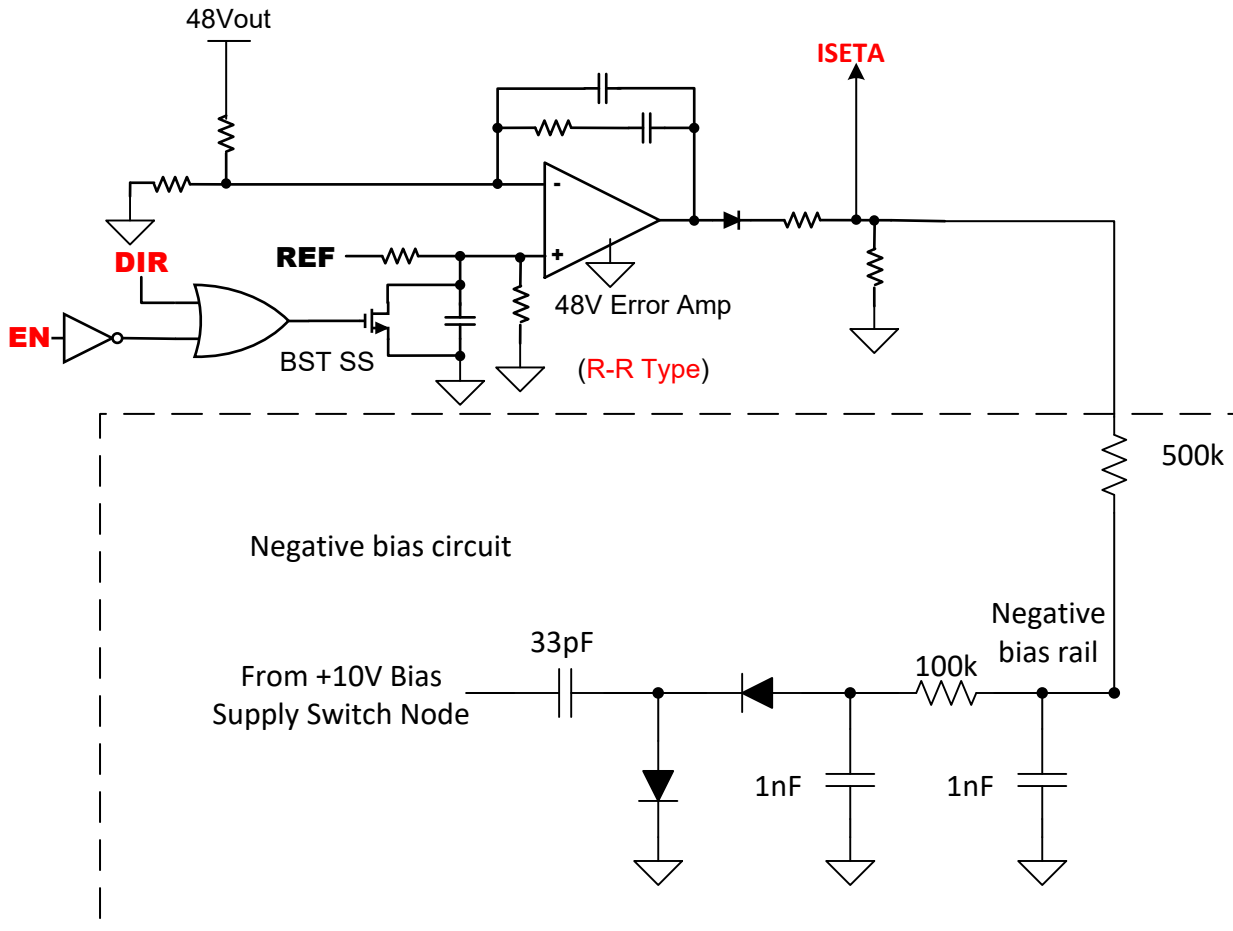 48Vout
ISETA
-
DIR
REF
+
EN
48V Error Amp
BST SS
(R-R Type)
500k
Negative bias circuit
Negative
bias rail
33pF
100k
From +10V Bias
Supply Switch Node
1nF
1nF